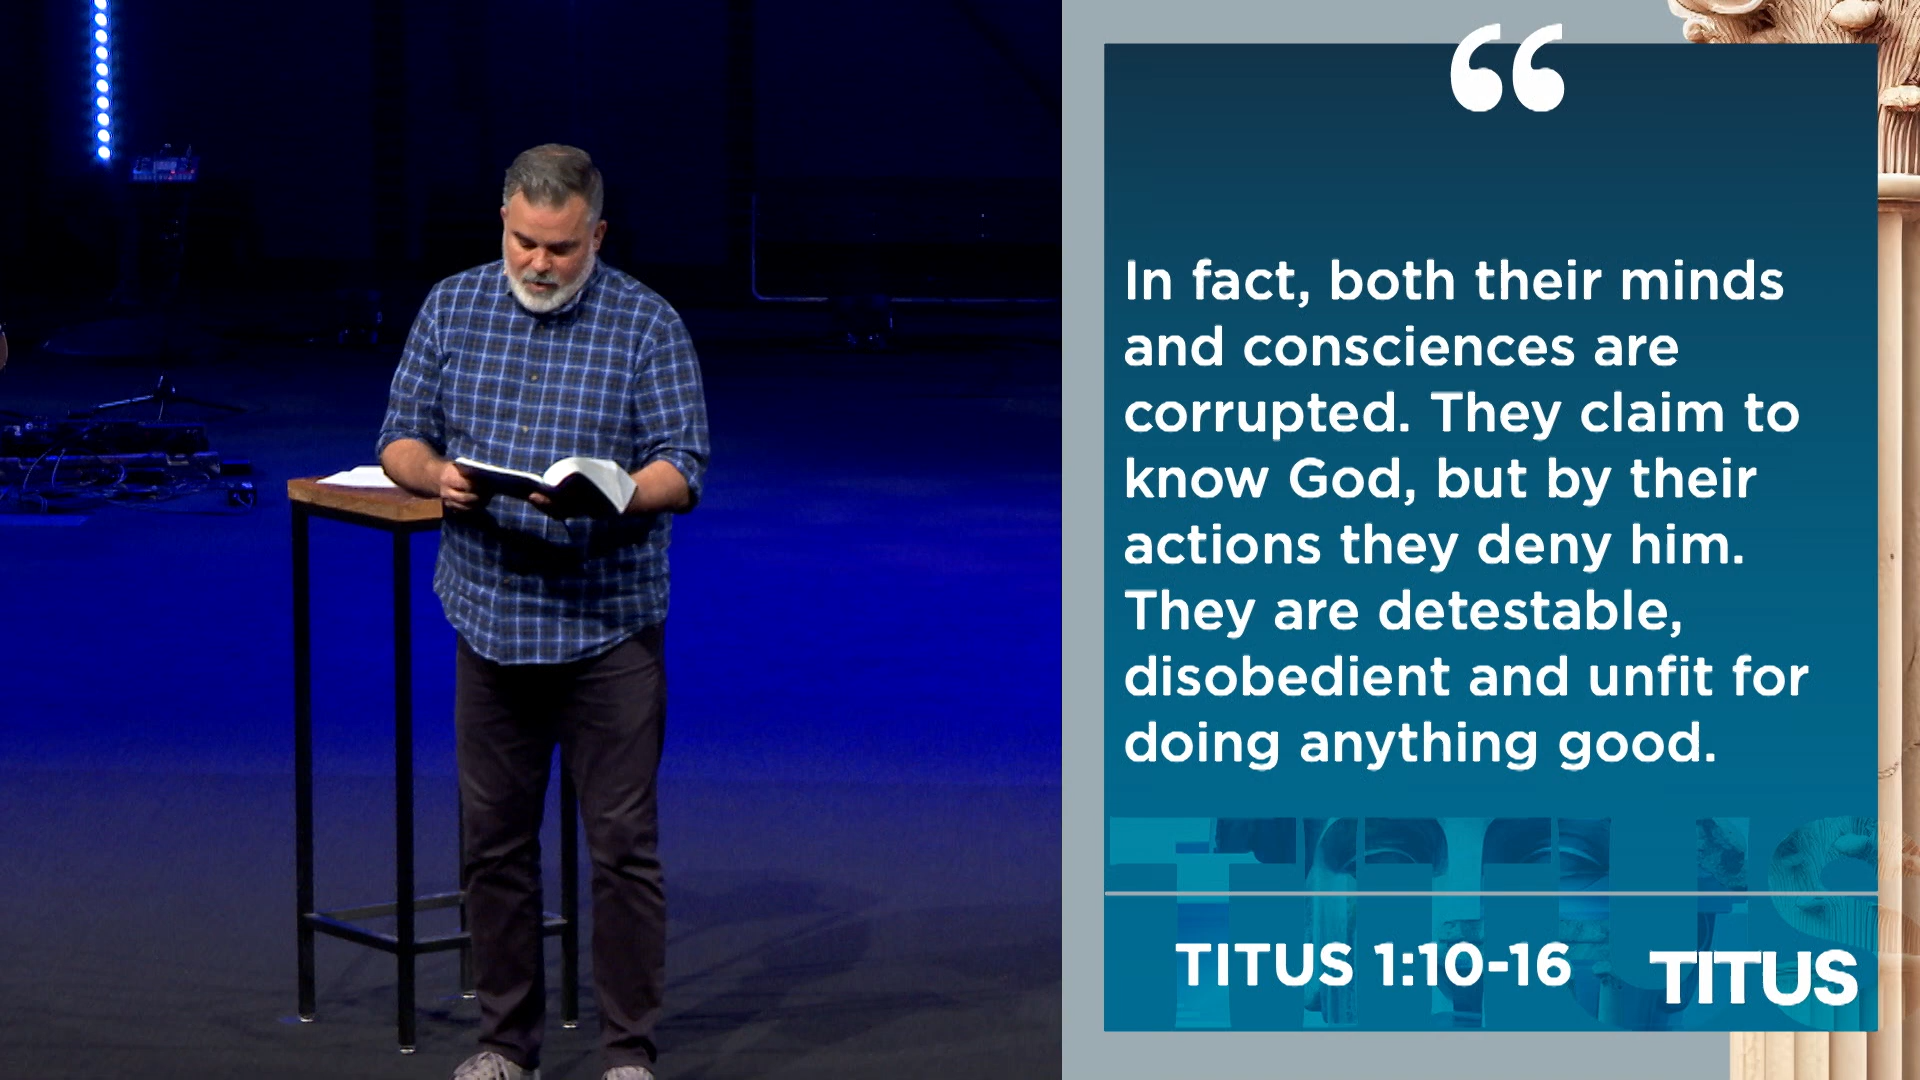 “
In fact, both their minds
and consciences are
corrupted. They claim to
know God, but by their
actions they deny him.
They are detestable,
disobedient and unfit for
doing anything good.
TITUS
TITUS 1:10-16
TITUS